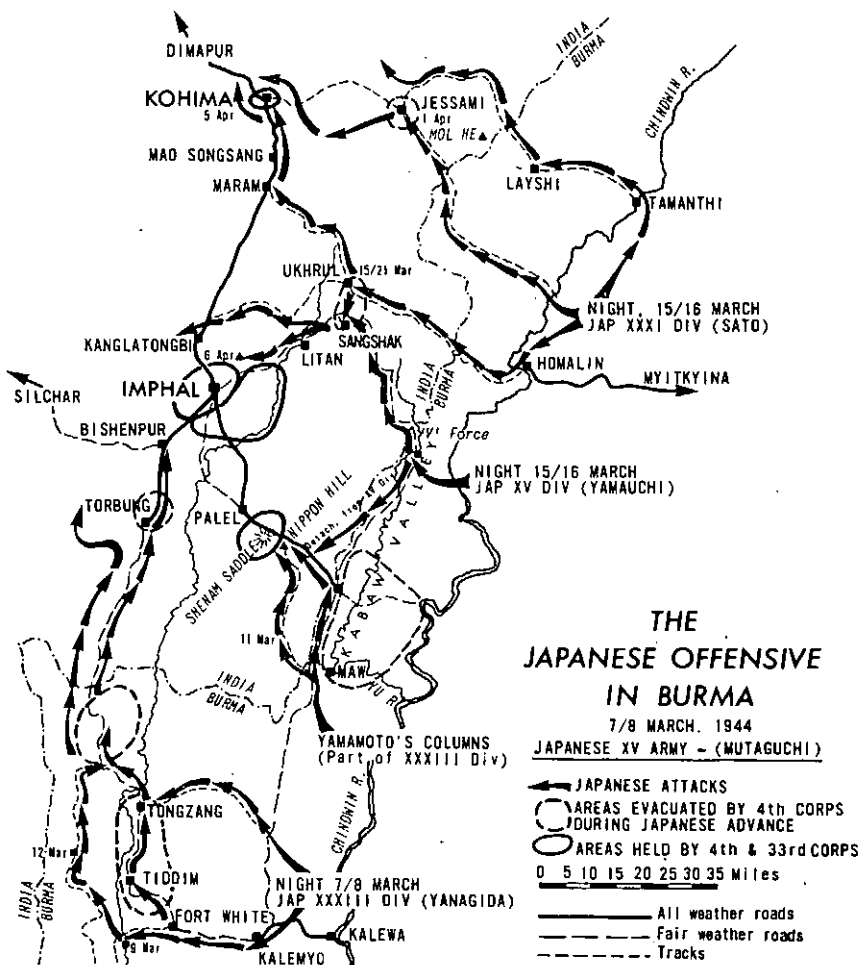 DIMAPUR
INDIA
BURMA
CHINDWIN R.
KOHIMA
5 Apr
JESSAMI
1 Apr
MOL HE
MAO SONGSANG
LAYSHI
MARAM
TAMANTHI
UKHRUL
15/21 Mar
NIGHT, 15/16 MARCH
JAP XXXI DIV (SATO)
SANGSHAK
KANGLATONGBI
6 Apr
LITAN
HOMALIN
MYITKYINA
IMPHAL
INDIA
BURMA
SILCHAR
BISHENPUR
'V' Force
NIGHT 15/16 MARCH
JAP XV DIV (YAMAUCHI)
TORBUNG
PALEL
NIPPON HILL
Detach. from XV Div
SHENAM SADDLE
KABAW VALLEY
11 Mar
MAW
YU R.
INDIA
BURMA
YAMAMOTO'S COLUMNS
(Part of XXXIII Div)
THE
JAPANESE OFFENSIVE
IN BURMA
7/8 MARCH. 1944
JAPANESE XV ARMY - (MUTAGUCHI)
JAPANESE ATTACKS
AREAS EVACUATED BY 4th CORPS
DURING JAPANESE ADVANCE
AREAS HELD BY 4th & 33rd CORPS
0 5 10 15 20 25 30 35 Miles
All weather roads
Fair weather roads
Tracks
TONGZANG
CHINDWIN R.
12 Mar
TIDDIM
NIGHT 7/8 MARCH
JAP XXXIII DIV (YANAGIDA)
FORT WHITE
INDIA
BURMA
9 Mar
KALEMYO
KALEWA